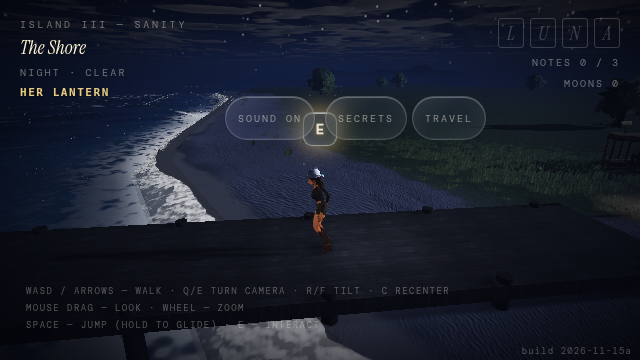 ISLAND III — SANITY
The Shore
NIGHT · CLEAR
HER LANTERN
L U N A
NOTES 0 / 3
MOONS 0
SOUND ON
E
SECRETS
TRAVEL
WASD / ARROWS — WALK · Q/E TURN CAMERA · R/F TILT · C RECENTER
MOUSE DRAG — LOOK · WHEEL — ZOOM
SPACE — JUMP (HOLD TO GLIDE) · E — INTERACT
build 2026-11-15a